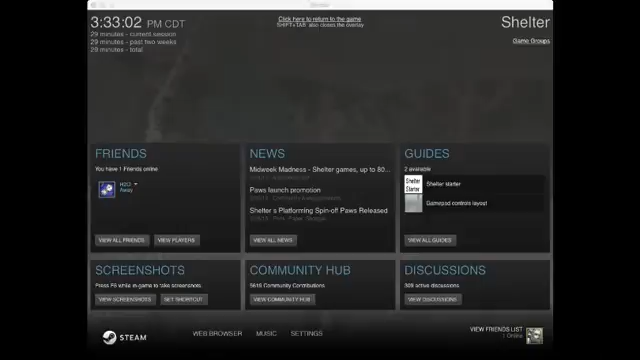 3:33:02 PM CDT
29 minutes - current session
29 minutes - past two weeks
29 minutes - total
Click here to return to the game
SHIFT+TAB also closes the overlay
Shelter
Game Groups
FRIENDS
You have 1 Friends online
Away
VIEW ALL FRIENDS
VIEW PLAYERS
NEWS
Midweek Madness - Shelter games, up to 80...
Paws launch promotion
Shelter's Platforming Spin-off Paws Released
VIEW ALL NEWS
GUIDES
2 available
Shelter
Starter
Shelter starter
Gamepad controls layout
VIEW ALL GUIDES
SCREENSHOTS
Press F9 while in-game to take screenshots
VIEW SCREENSHOTS
SET SHORTCUT
COMMUNITY HUB
5616 Community Contributions
VIEW COMMUNITY HUB
DISCUSSIONS
309 active discussions
VIEW DISCUSSIONS
STEAM
WEB BROWSER
MUSIC
SETTINGS
VIEW FRIENDS LIST
1 Online